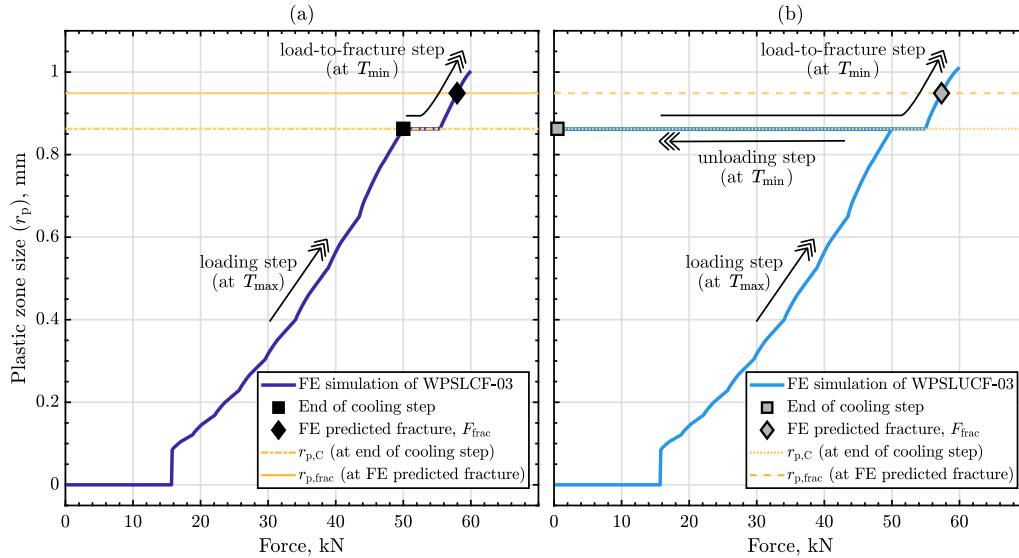 (a)
(b)
Plastic zone size (r_p), mm
1
0.8
0.6
0.4
0.2
0
load-to-fracture step
(at T_min)
loading step
(at T_max)
FE simulation of WPSLCF-03
End of cooling step
FE predicted fracture, F_frac
r_p,C (at end of cooling step)
r_p,frac (at FE predicted fracture)
0 10 20 30 40 50 60
Force, kN
load-to-fracture step
(at T_min)
unloading step
(at T_min)
loading step
(at T_max)
FE simulation of WPSLUCF-03
End of cooling step
FE predicted fracture, F_frac
r_p,C (at end of cooling step)
r_p,frac (at FE predicted fracture)
0 10 20 30 40 50 60
Force, kN